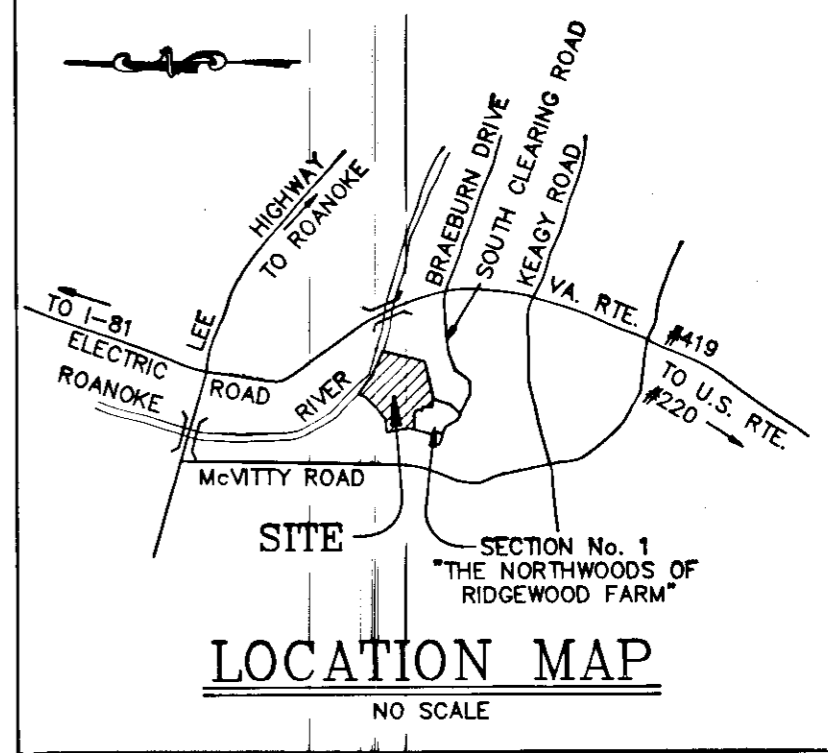 BRAEBURN DRIVE
SOUTH CLEARING ROAD
KEAGY ROAD
HIGHWAY
TO ROANOKE
LEE
TO I-81
ELECTRIC
ROAD
ROANOKE
RIVER
VA. RTE. #419
TO U.S. RTE.
#220
McVITTY ROAD
SITE
SECTION No. 1
"THE NORTHWOODS OF
RIDGEWOOD FARM"
LOCATION MAP
NO SCALE